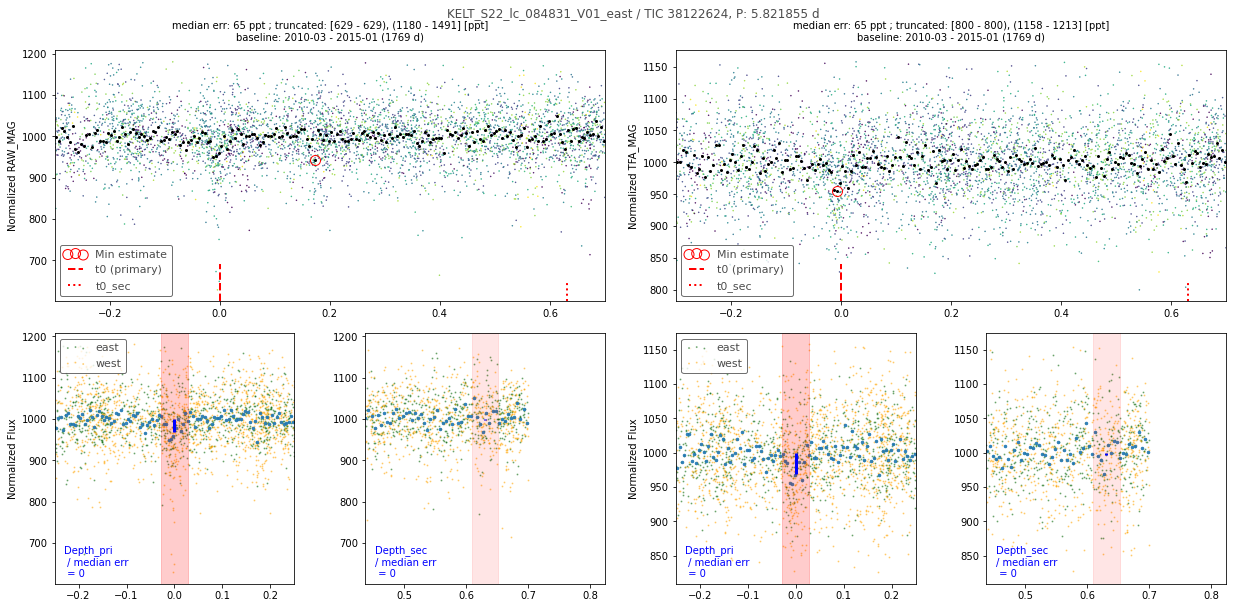 KELT_S22_lc_084831_V01_east / TIC 38122624, P: 5.821855 d
median err: 65 ppt ; truncated: [629 - 629), (1180 - 1491] [ppt]
baseline: 2010-03 - 2015-01 (1769 d)
Normalized RAW_MAG
1200
1100
1000
900
800
700
Min estimate
t0 (primary)
t0_sec
−0.2 0.0 0.2 0.4 0.6
median err: 65 ppt ; truncated: [800 - 800), (1158 - 1213] [ppt]
baseline: 2010-03 - 2015-01 (1769 d)
Normalized TFA_MAG
1150
1100
1050
1000
950
900
850
800
Min estimate
t0 (primary)
t0_sec
−0.2 0.0 0.2 0.4 0.6
Normalized Flux
1200
1100
1000
900
800
700
east
west
Depth_pri
/ median err
= 0
−0.2 −0.1 0.0 0.1 0.2
1200
1100
1000
900
800
700
Depth_sec
/ median err
= 0
0.5 0.6 0.7 0.8
Normalized Flux
1150
1100
1050
1000
950
900
850
east
west
Depth_pri
/ median err
= 0
−0.2 −0.1 0.0 0.1 0.2
1150
1100
1050
1000
950
900
850
Depth_sec
/ median err
= 0
0.5 0.6 0.7 0.8